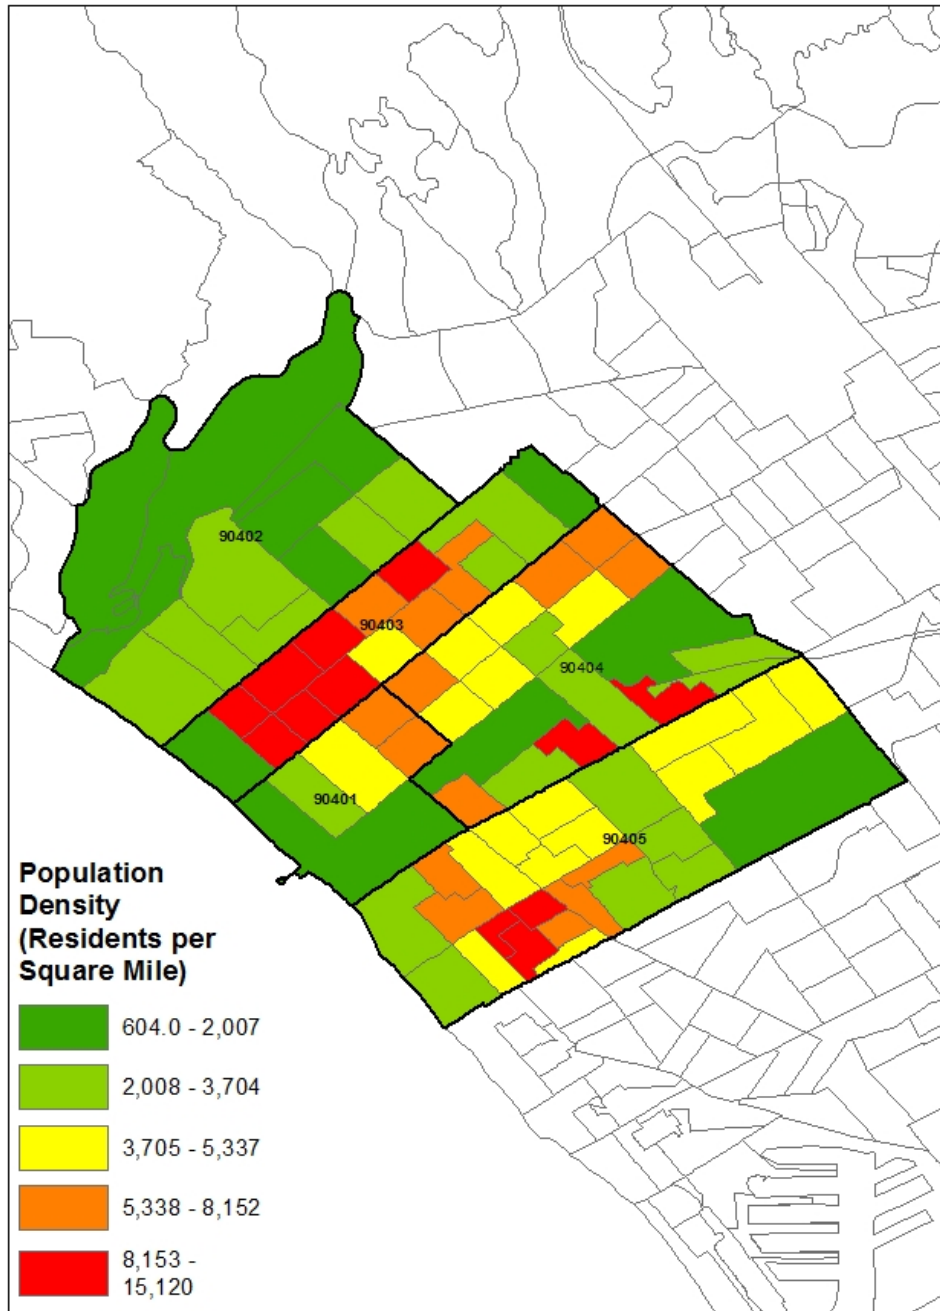 90402
90403
90404
90401
90405
Population
Density
(Residents per
Square Mile)
604.0 - 2,007
2,008 - 3,704
3,705 - 5,337
5,338 - 8,152
8,153 -
15,120